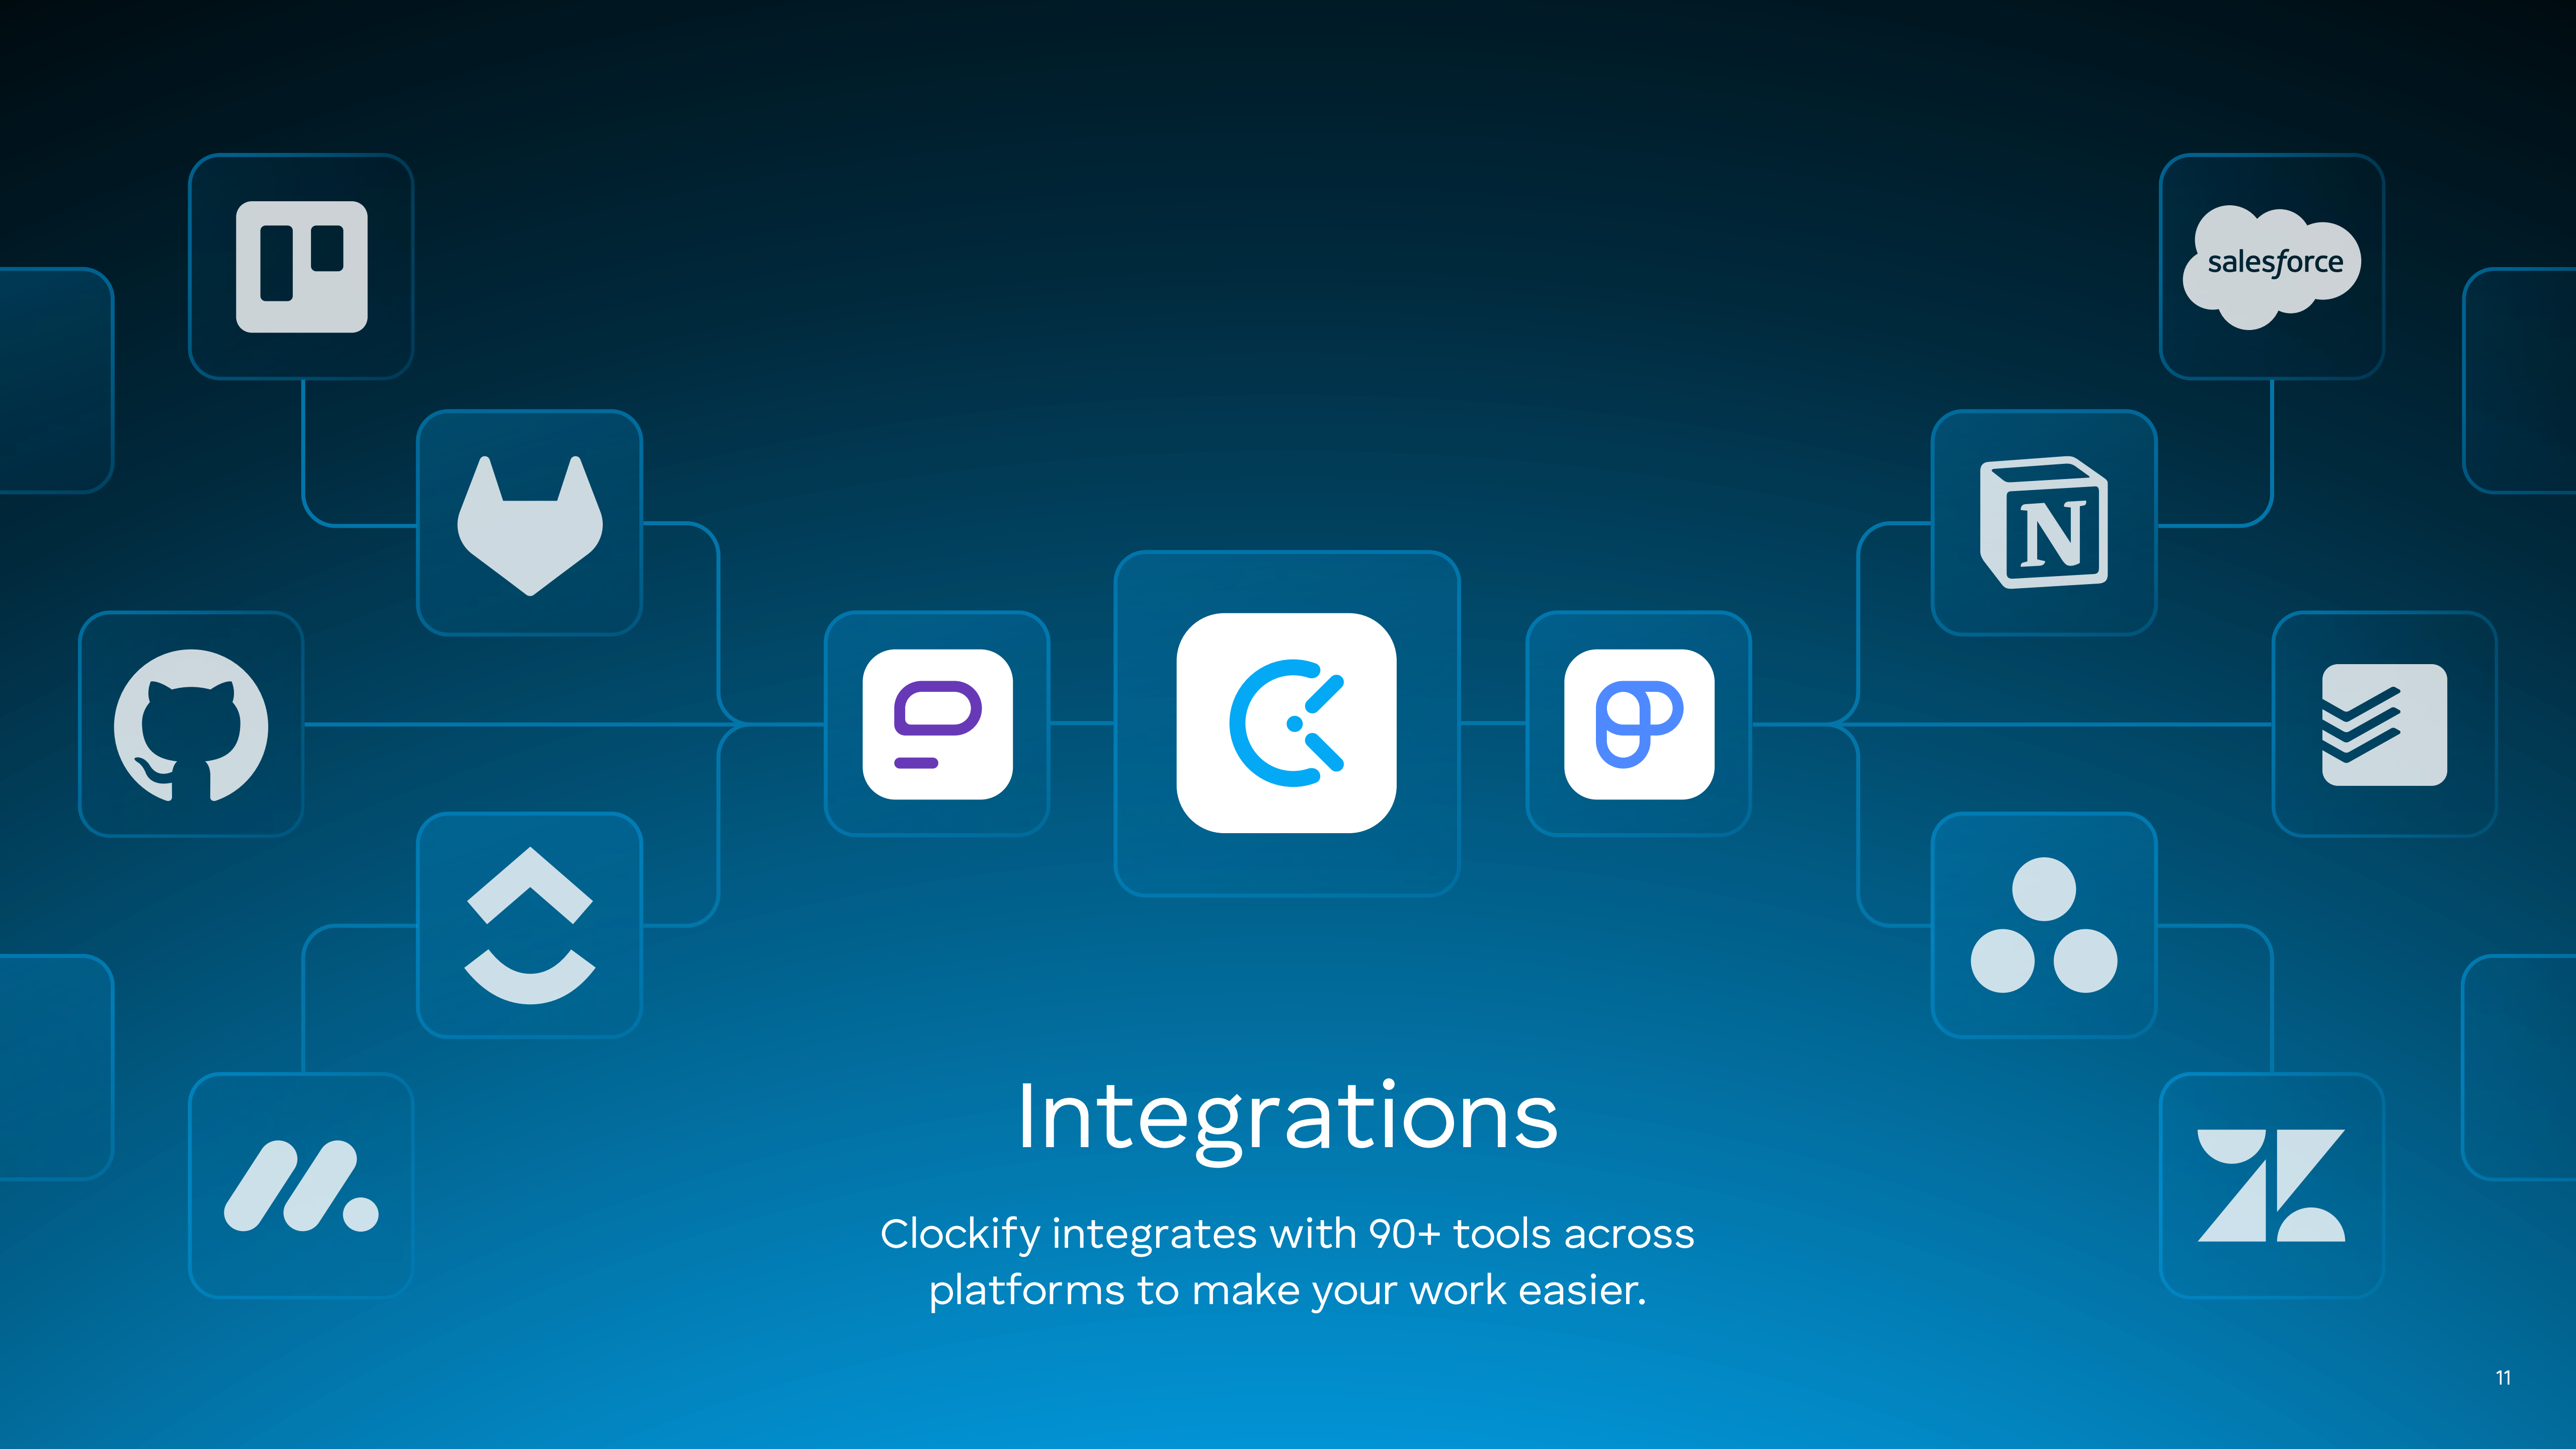 salesforce
N
Integrations
Clockify integrates with 90+ tools across
platforms to make your work easier.
11